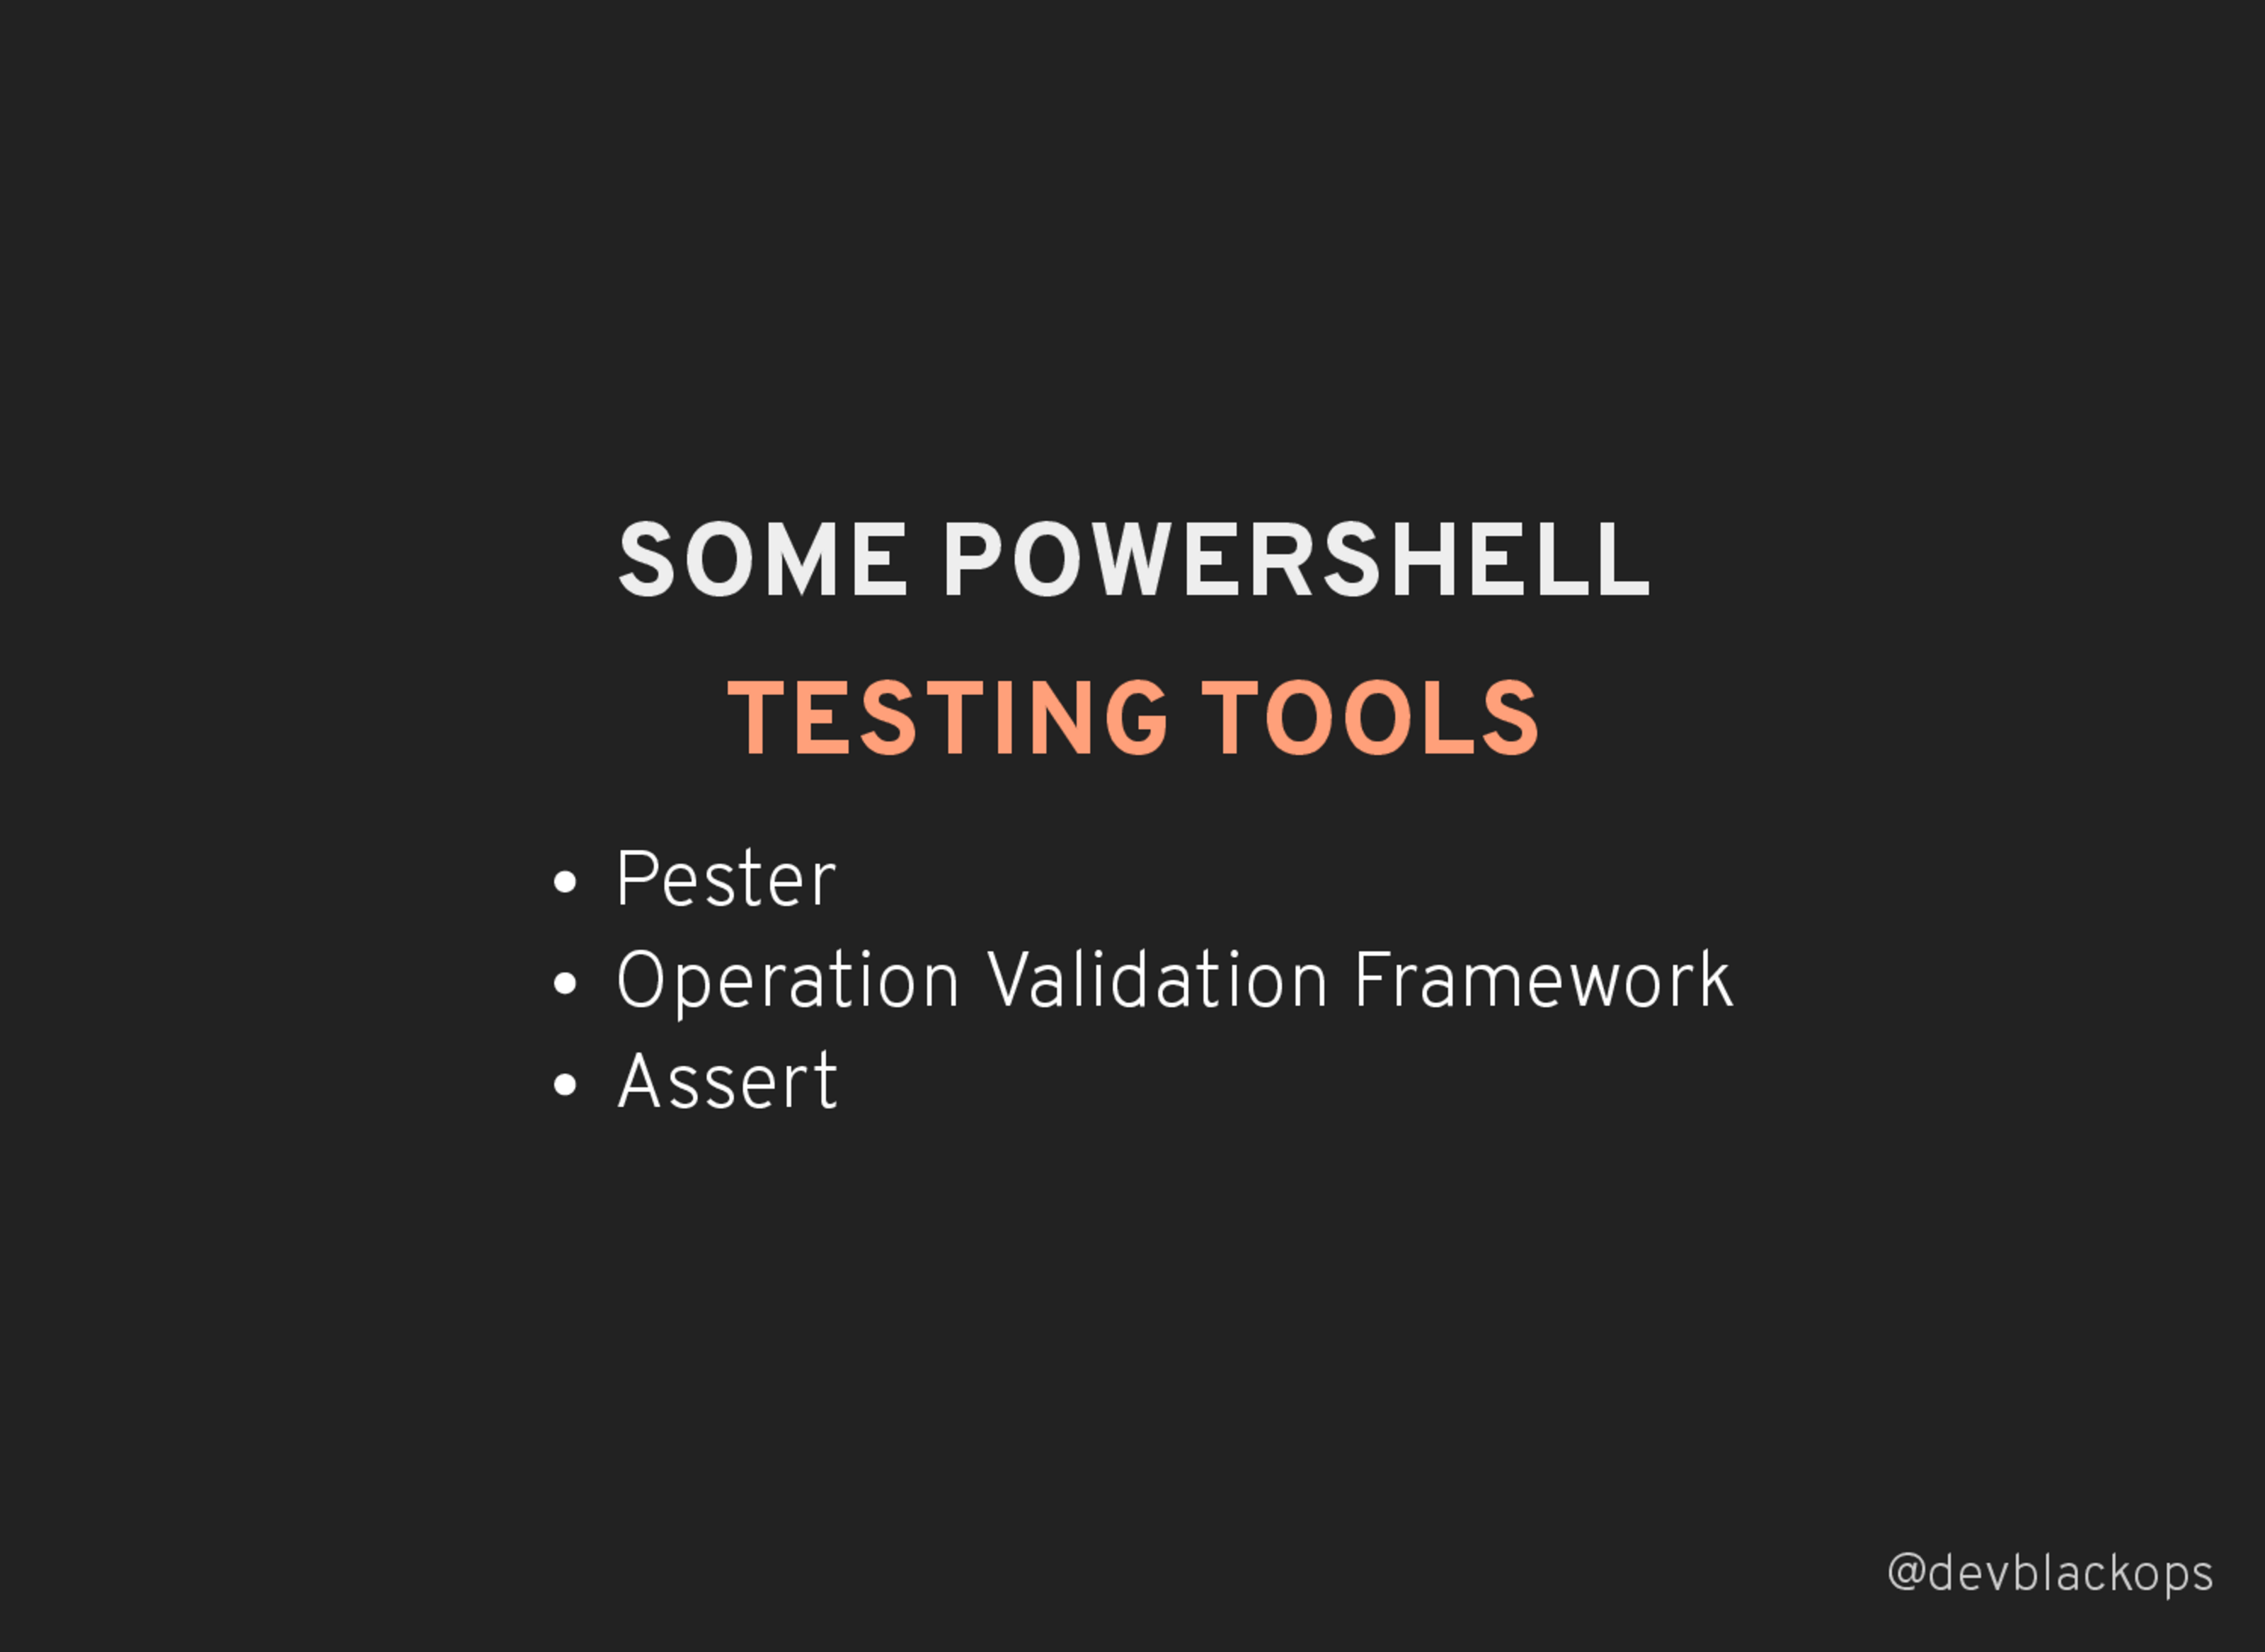 SOME POWERSHELL
TESTING TOOLS
• Pester
• Operation Validation Framework
• Assert
@devblackops